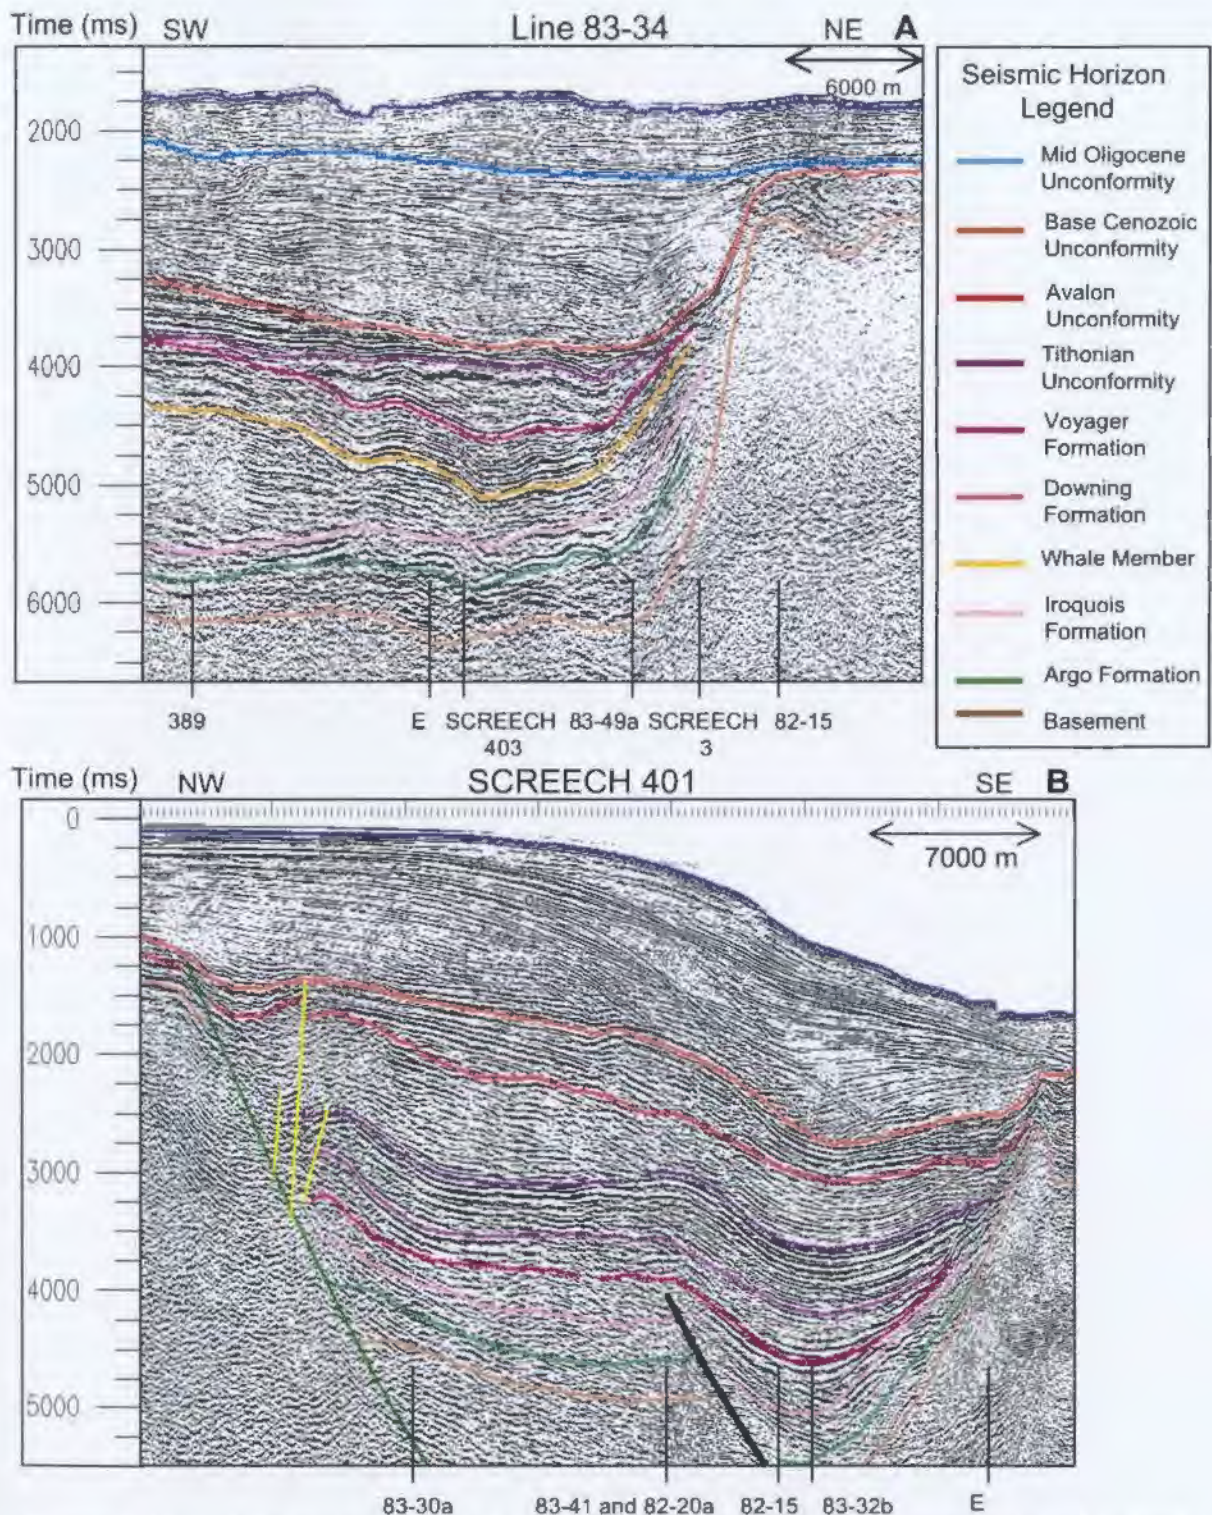 Time (ms) SW Line 83-34 NE A
6000 m
2000
3000
4000
5000
6000
389 E SCREECH 83-49a SCREECH 82-15
403 3
Seismic Horizon
Legend
Mid Oligocene
Unconformity
Base Cenozoic
Unconformity
Avalon
Unconformity
Tithonian
Unconformity
Voyager
Formation
Downing
Formation
Whale Member
Iroquois
Formation
Argo Formation
Basement
Time (ms) NW SCREECH 401 SE B
7000 m
0
1000
2000
3000
4000
5000
83-30a 83-41 and 82-20a 82-15 83-32b E